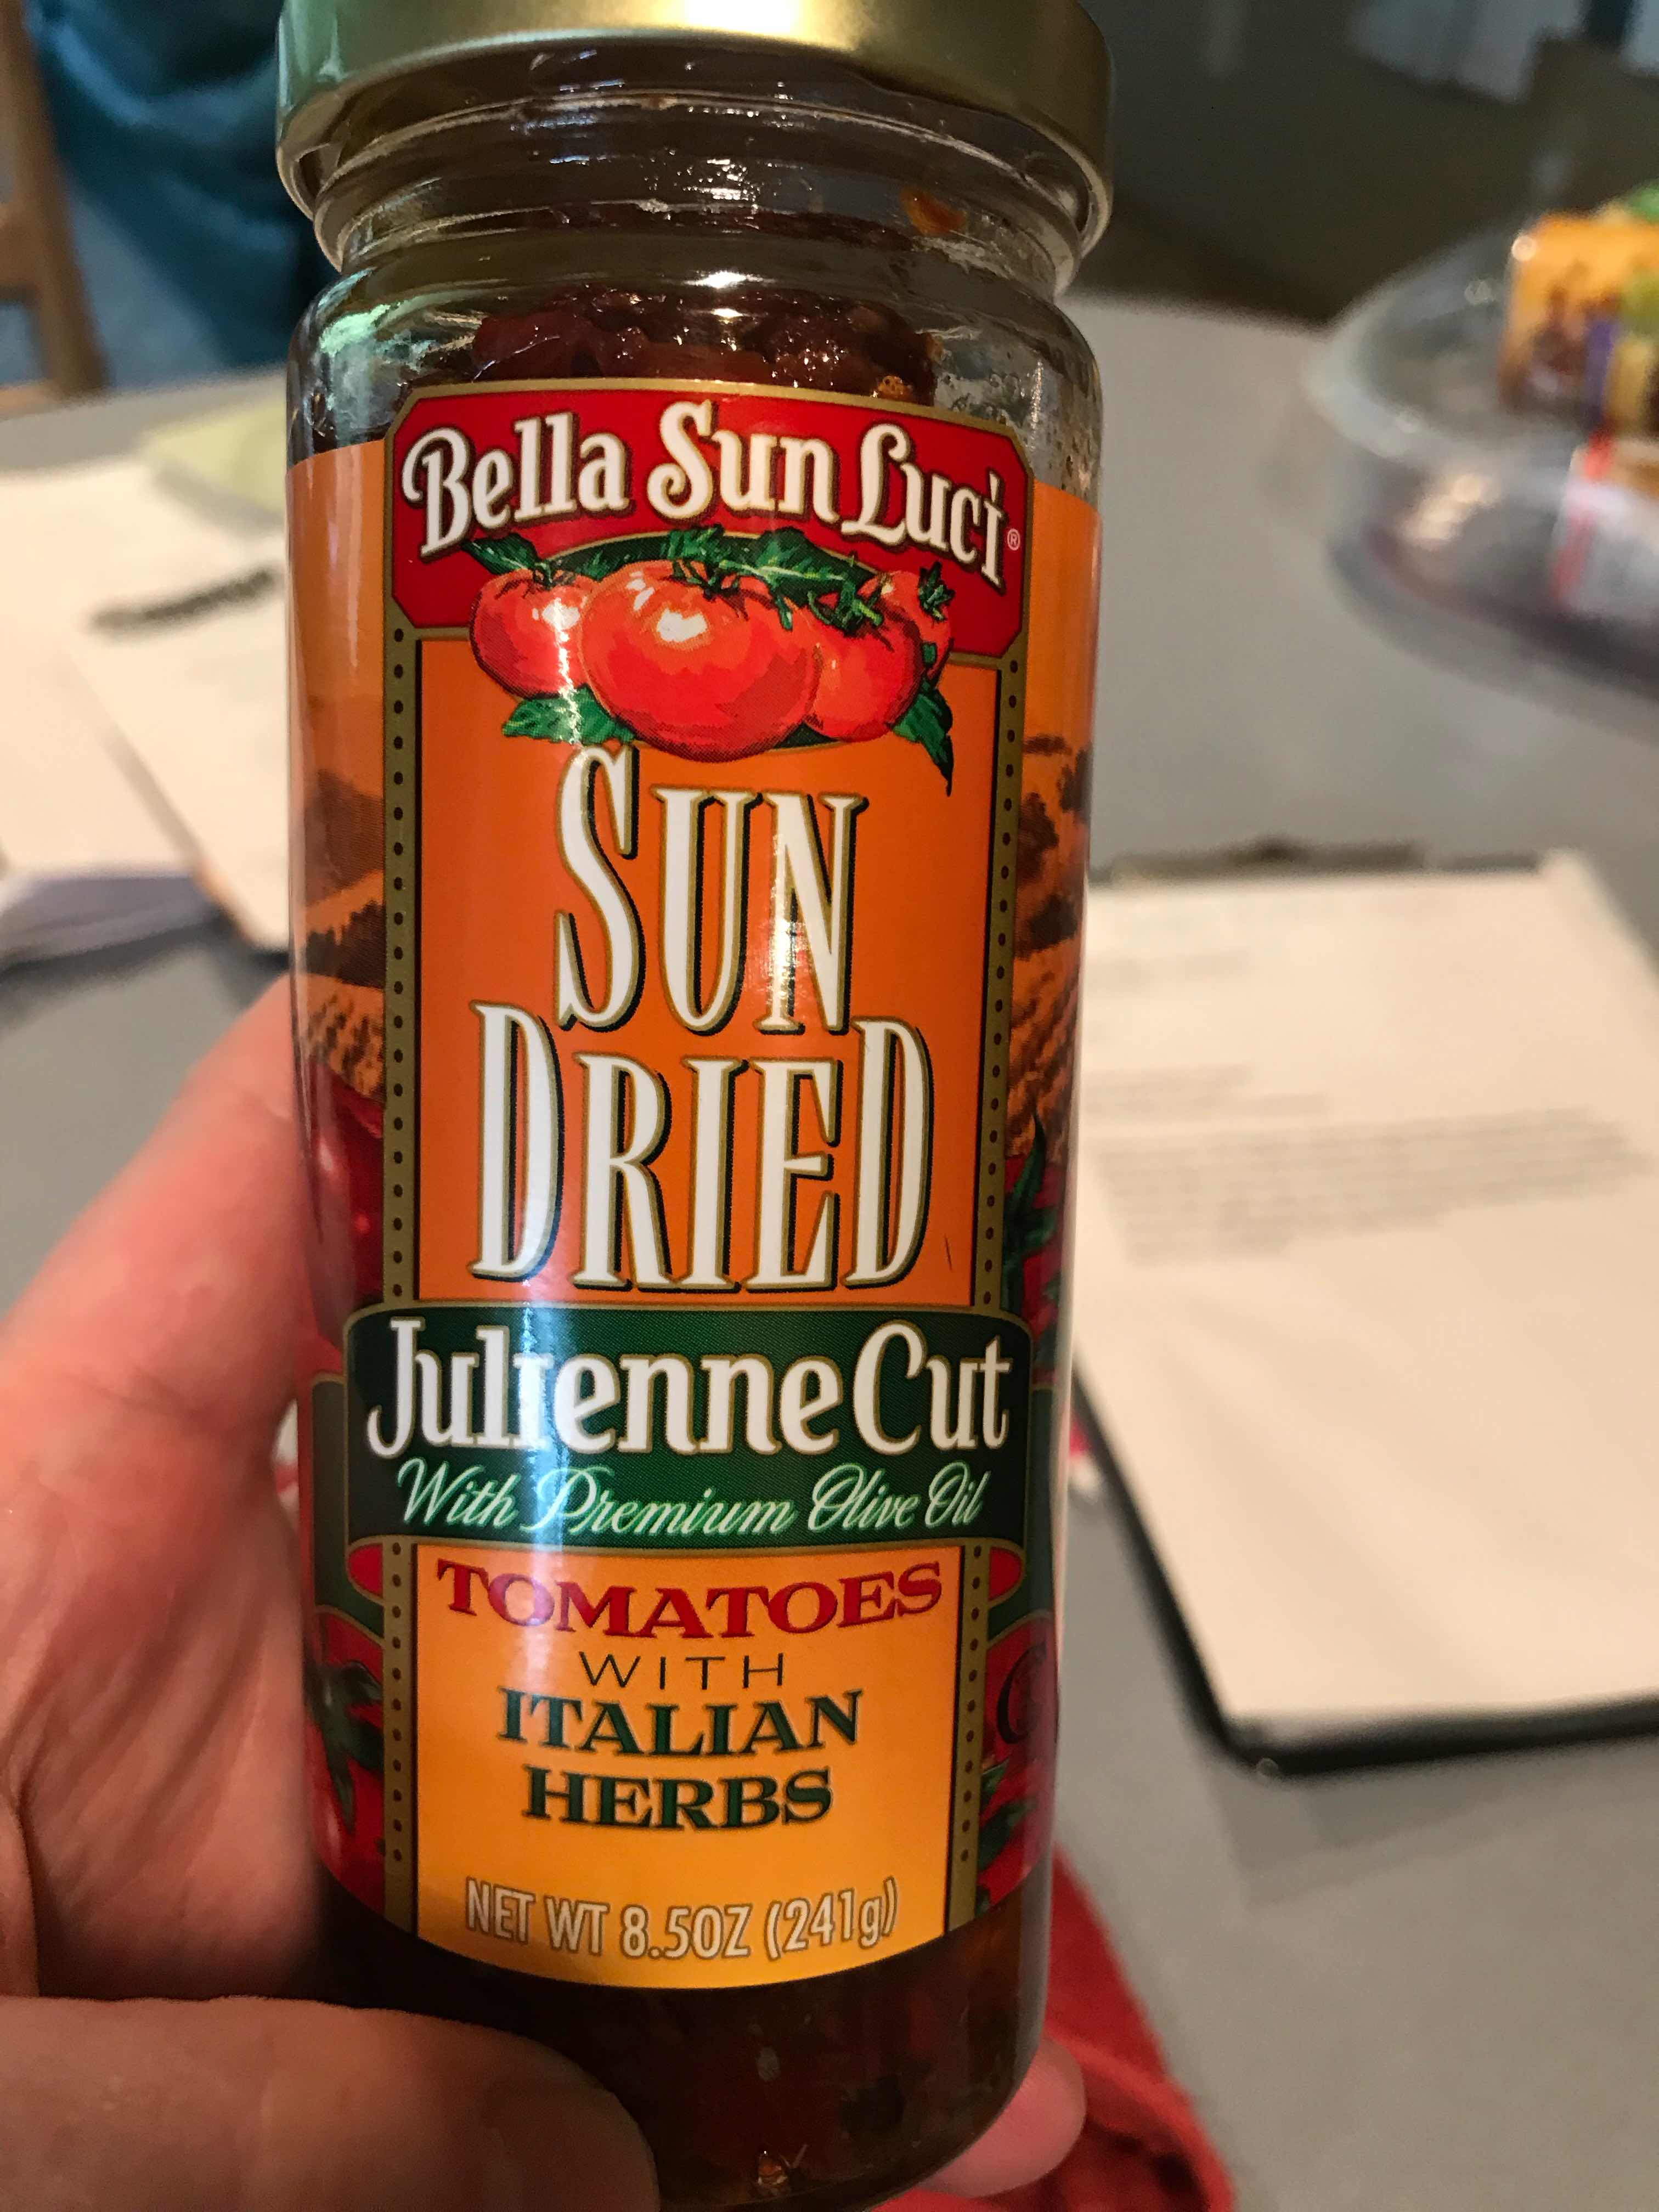 Bella Sun Luci®
SUN
DRIED
Julienne Cut
With Premium Olive Oil
TOMATOES
WITH
ITALIAN
HERBS
NET WT 8.5OZ (241g)